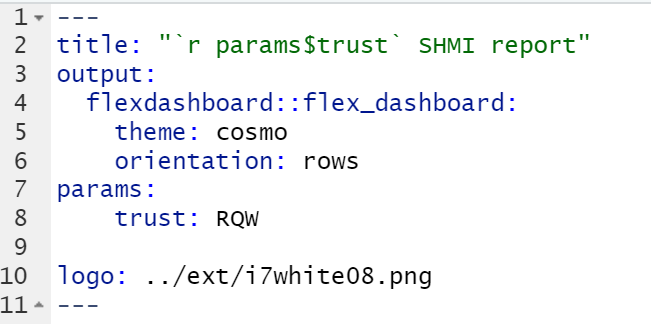 1 ---
2 title: "`r params$trust` SHMI report"
3 output:
4   flexdashboard::flex_dashboard:
5     theme: cosmo
6     orientation: rows
7 params:
8     trust: RQW
9
10 logo: ../ext/i7white08.png
11 ---